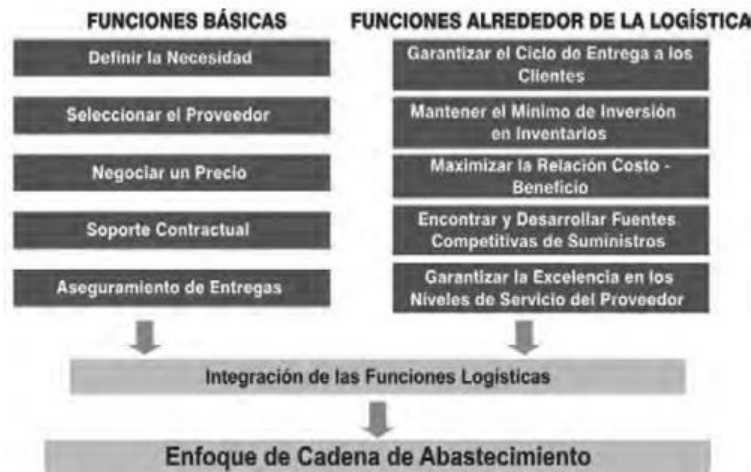 FUNCIONES BÁSICAS
Definir la Necesidad
Seleccionar el Proveedor
Negociar un Precio
Soporte Contractual
Aseguramiento de Entregas
FUNCIONES ALREDEDOR DE LA LOGÍSTICA
Garantizar el Ciclo de Entrega a los
Clientes
Mantener el Mínimo de Inversión
en Inventarios
Maximizar la Relación Costo -
Beneficio
Encontrar y Desarrollar Fuentes
Competitivas de Suministros
Garantizar la Excelencia en los
Niveles de Servicio del Proveedor
Integración de las Funciones Logísticas
Enfoque de Cadena de Abastecimiento